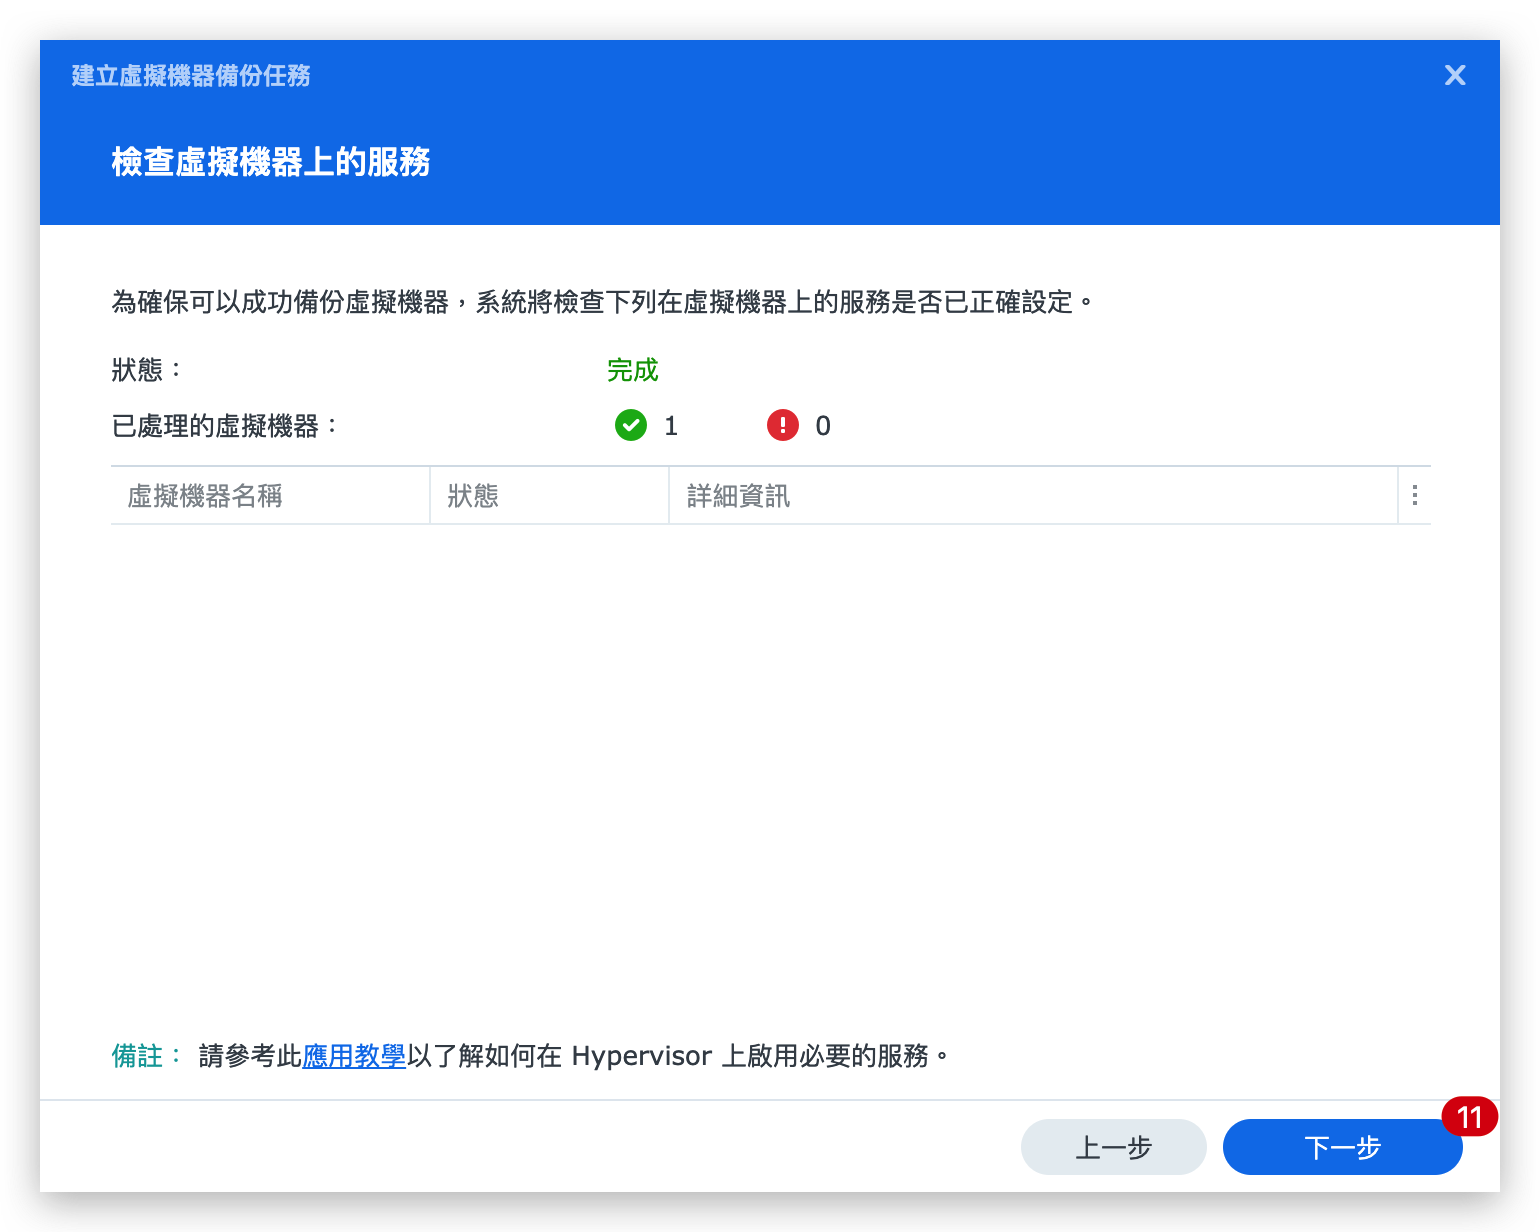 建立虛擬機器備份任務
檢查虛擬機器上的服務
為確保可以成功備份虛擬機器，系統將檢查下列在虛擬機器上的服務是否已正確設定。
狀態： 完成
已處理的虛擬機器： 1 0
虛擬機器名稱 狀態 詳細資訊
備註： 請參考此應用教學以了解如何在 Hypervisor 上啟用必要的服務。
11
上一步 下一步